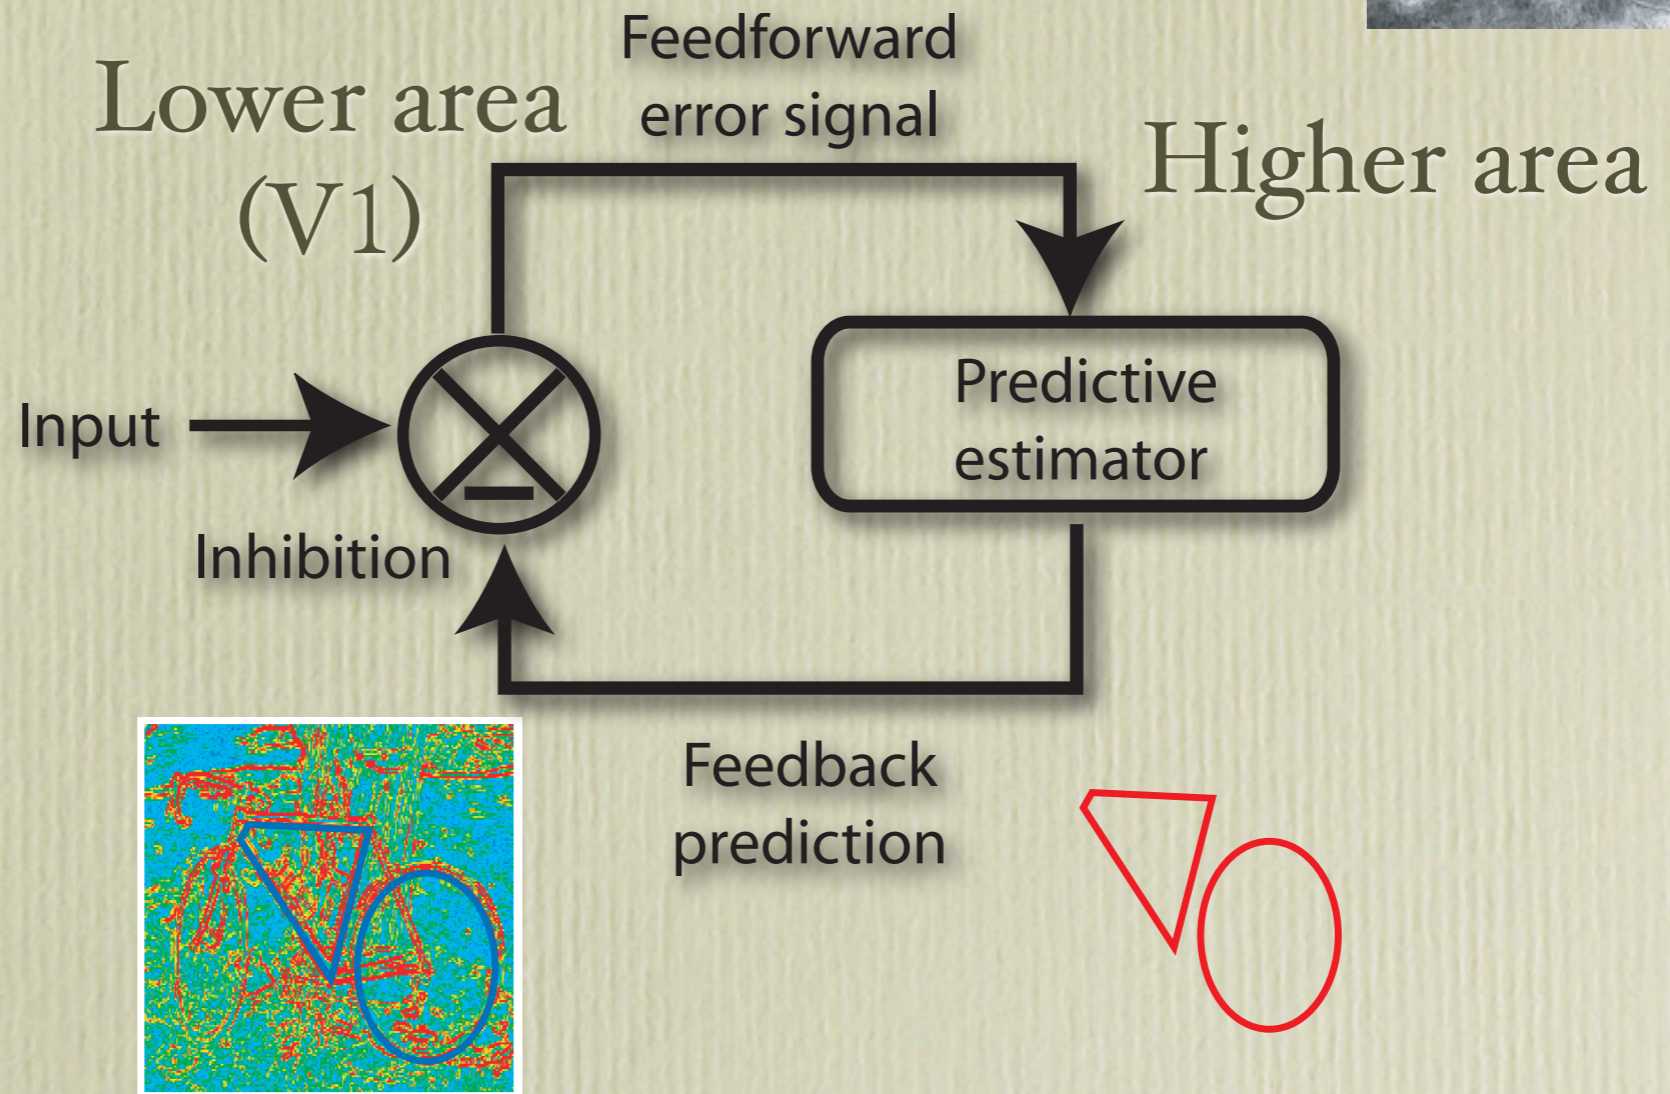 Feedforward
error signal
Lower area
(V1)
Higher area
Input
Predictive
estimator
Inhibition
Feedback
prediction